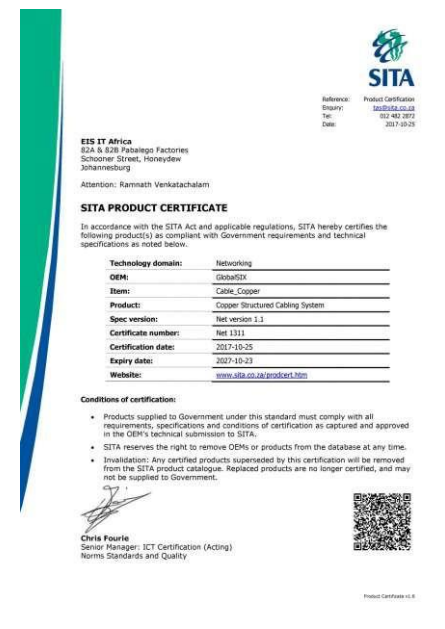 SITA
Reference: Product Certification
Enquiry: tas@sita.co.za
Tel: 012 482 2872
Date: 2017-10-25
EIS IT Africa
82A & 82B Pabalego Factories
Schooner Street, Honeydew
Johannesburg
Attention: Ramnath Venkatachalam
SITA PRODUCT CERTIFICATE
In accordance with the SITA Act and applicable regulations, SITA hereby certifies the
following product(s) as compliant with Government requirements and technical
specifications as noted below.
Technology domain: Networking
OEM: GlobalSIX
Item: Cable_Copper
Product: Copper Structured Cabling System
Spec version: Net version 1.1
Certificate number: Net 1311
Certification date: 2017-10-25
Expiry date: 2027-10-23
Website: www.sita.co.za/prodcert.htm
Conditions of certification:
• Products supplied to Government under this standard must comply with all
requirements, specifications and conditions of certification as captured and approved
in the OEM's technical submission to SITA.
• SITA reserves the right to remove OEMs or products from the database at any time.
• Invalidation: Any certified products superseded by this certification will be removed
from the SITA product catalogue. Replaced products are no longer certified, and may
not be supplied to Government.
Chris Fourie
Senior Manager: ICT Certification (Acting)
Norms Standards and Quality